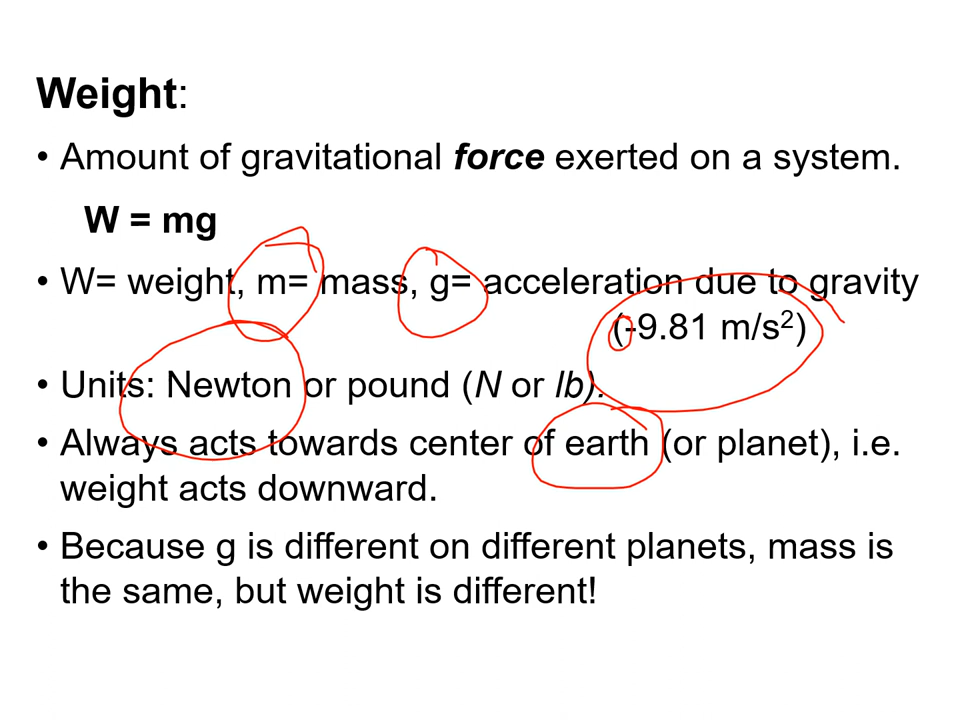 Weight:
• Amount of gravitational force exerted on a system.
W = mg
• W= weight, m= mass, g= acceleration due to gravity
(-9.81 m/s²)
• Units: Newton or pound (N or lb).
• Always acts towards center of earth (or planet), i.e.
weight acts downward.
• Because g is different on different planets, mass is
the same, but weight is different!